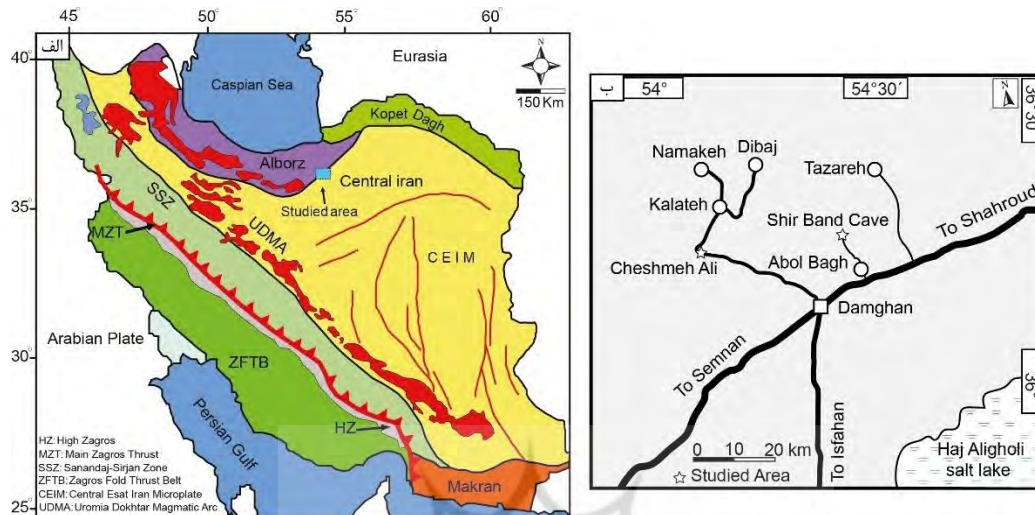 45°
50°
55°
60°
40°
35°
30°
25°
الف
N
150 Km
Eurasia
Caspian Sea
Kopet Dagh
Alborz
Central iran
Studied area
SSZ
MZT
UDMA
CEIM
Arabian Plate
ZFTB
Persian Gulf
HZ
Makran
HZ: High Zagros
MZT: Main Zagros Thrust
SSZ: Sanandaj-Sirjan Zone
ZFTB: Zagros Fold Thrust Belt
CEIM: Central Esat Iran Microplate
UDMA: Uromia Dokhtar Magmatic Arc
ب
54°
54°30'
N
36°30'
Namakeh
Dibaj
Tazareh
Kalateh
Shir Band Cave
To Shahroud
Cheshmeh Ali
Abol Bagh
Damghan
To Semnan
To Isfahan
36°
0 10 20 km
Studied Area
Haj Aligholi
salt lake